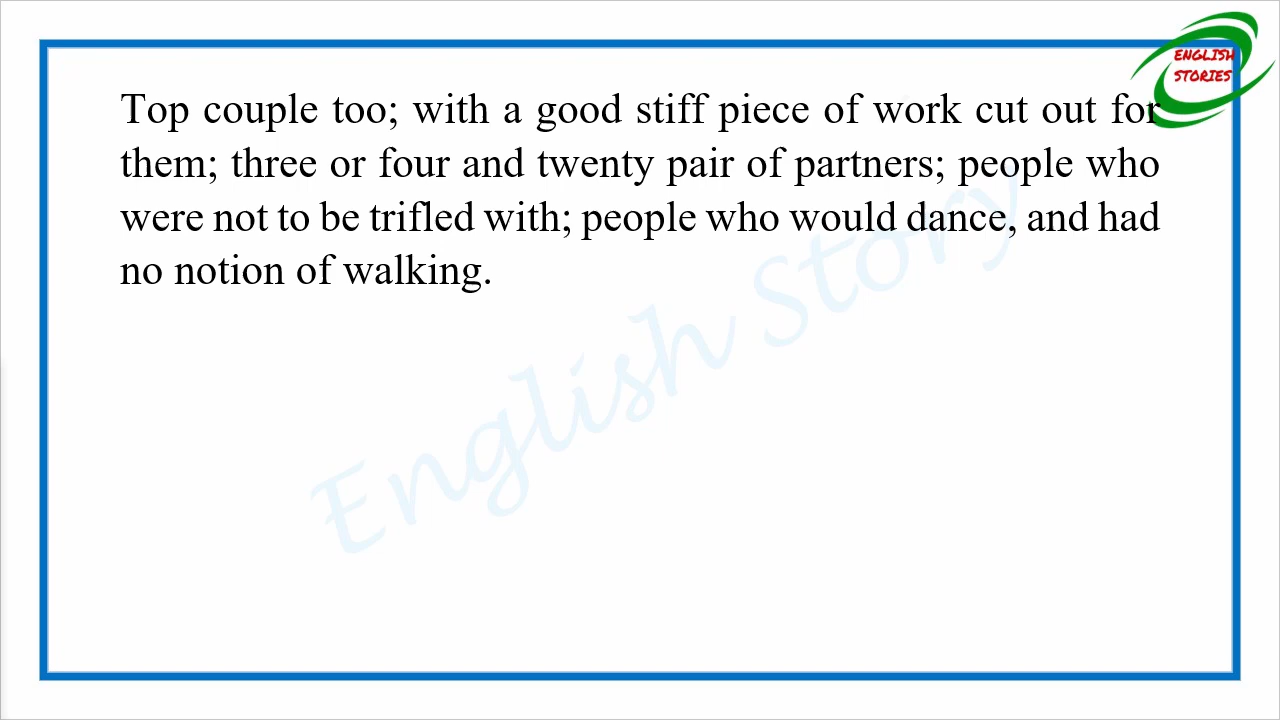 ENGLISH
STORIES
Top couple too; with a good stiff piece of work cut out for
them; three or four and twenty pair of partners; people who
were not to be trifled with; people who would dance, and had
no notion of walking.
English Story